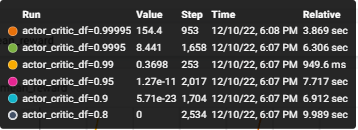 Run Value Step Time Relative
actor_critic_df=0.99995 154.4 953 12/10/22, 6:08 PM 3.869 sec
actor_critic_df=0.9995 8.441 1,658 12/10/22, 6:07 PM 6.306 sec
actor_critic_df=0.99 0.3698 253 12/10/22, 6:07 PM 949.6 ms
actor_critic_df=0.95 1.27e-11 2,017 12/10/22, 6:07 PM 7.717 sec
actor_critic_df=0.9 5.71e-23 1,704 12/10/22, 6:07 PM 6.912 sec
actor_critic_df=0.8 0 2,534 12/10/22, 6:07 PM 9.989 sec